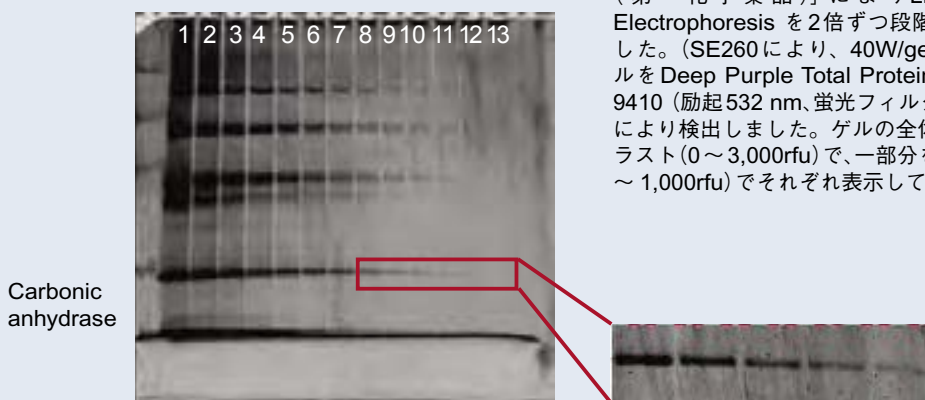 Electrophoresis を2倍ずつ段階
した。（SE260により、40W/ge
ルをDeep Purple Total Protein
9410（励起532 nm、蛍光フィル
により検出しました。ゲルの全体
ラスト（0～3,000rfu）で、一部分を
～ 1,000rfu）でそれぞれ表示して
1 2 3 4 5 6 7 8 9 10 11 12 13
Carbonic
anhydrase